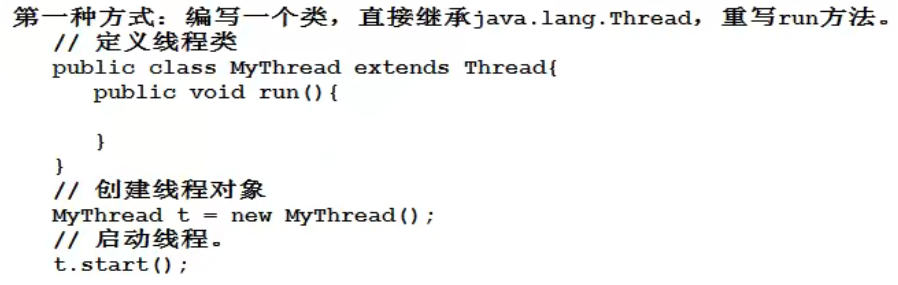 第一种方式：编写一个类，直接继承java.lang.Thread，重写run方法。
// 定义线程类
public class MyThread extends Thread{
public void run(){
}
}
// 创建线程对象
MyThread t = new MyThread();
// 启动线程。
t.start();